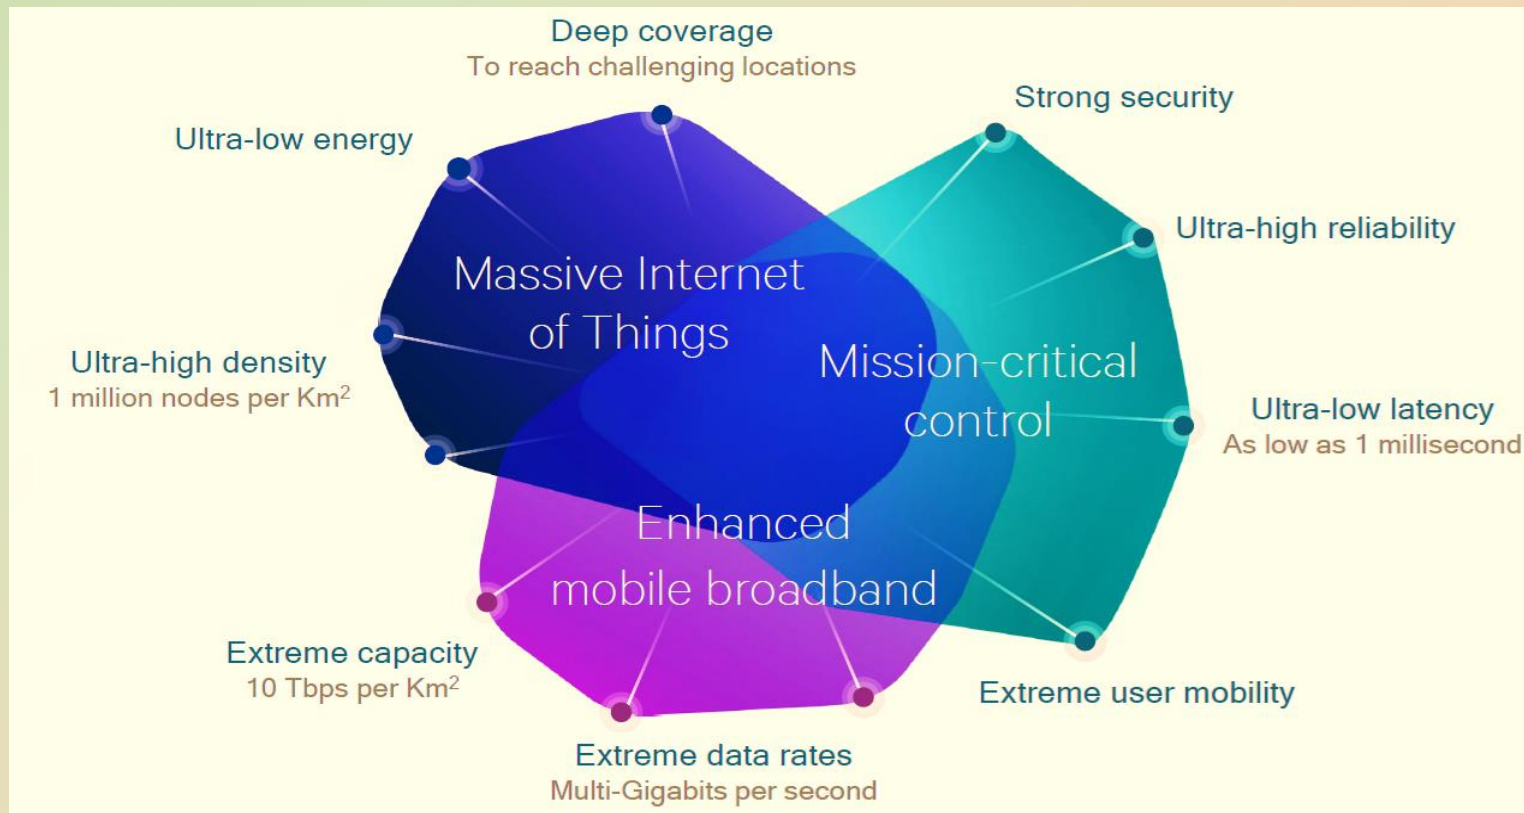 Deep coverage
To reach challenging locations
Strong security
Ultra-low energy
Ultra-high reliability
Massive Internet
of Things
Mission-critical
control
Ultra-high density
1 million nodes per Km²
Ultra-low latency
As low as 1 millisecond
Enhanced
mobile broadband
Extreme capacity
10 Tbps per Km²
Extreme user mobility
Extreme data rates
Multi-Gigabits per second